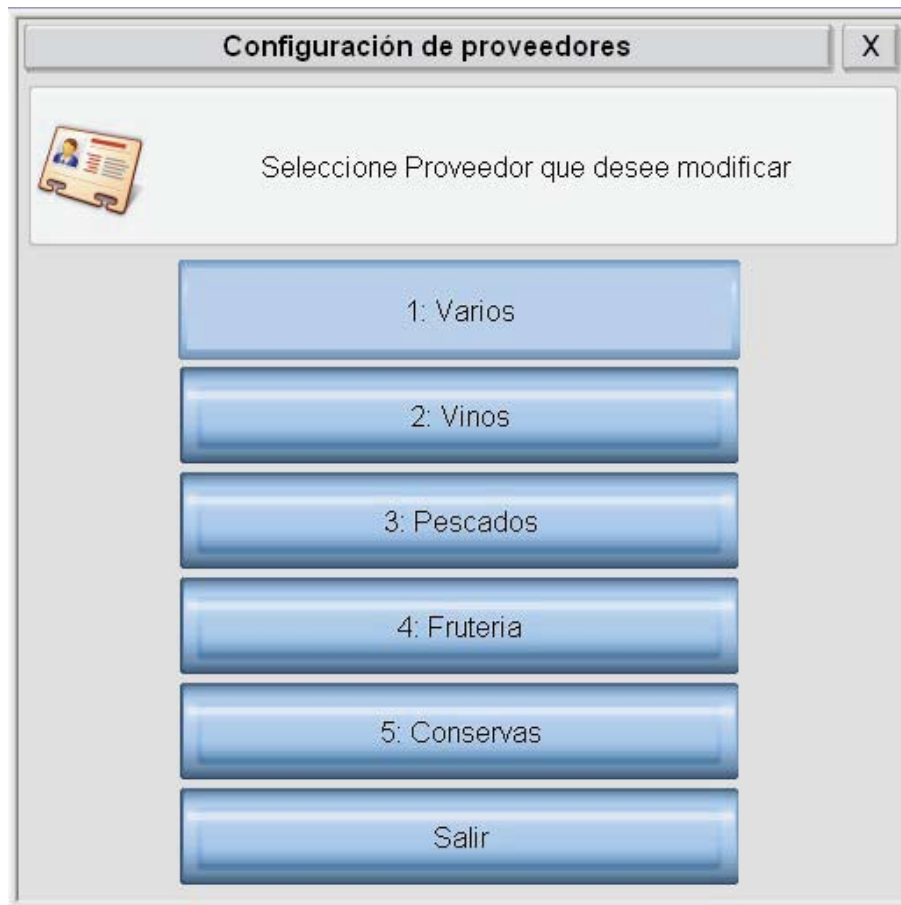 Configuración de proveedores
X
Seleccione Proveedor que desee modificar
1: Varios
2: Vinos
3: Pescados
4: Fruteria
5: Conservas
Salir